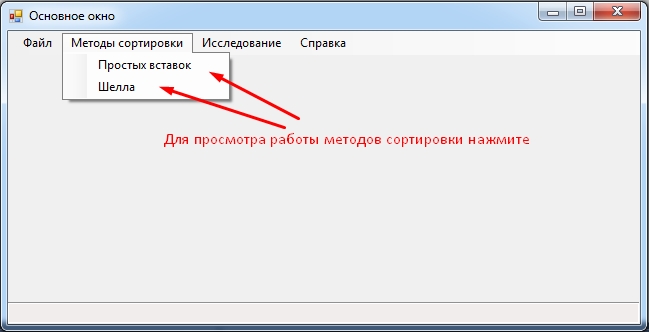 Основное окно
Файл Методы сортировки Исследование Справка
Простых вставок
Шелла
Для просмотра работы методов сортировки нажмите